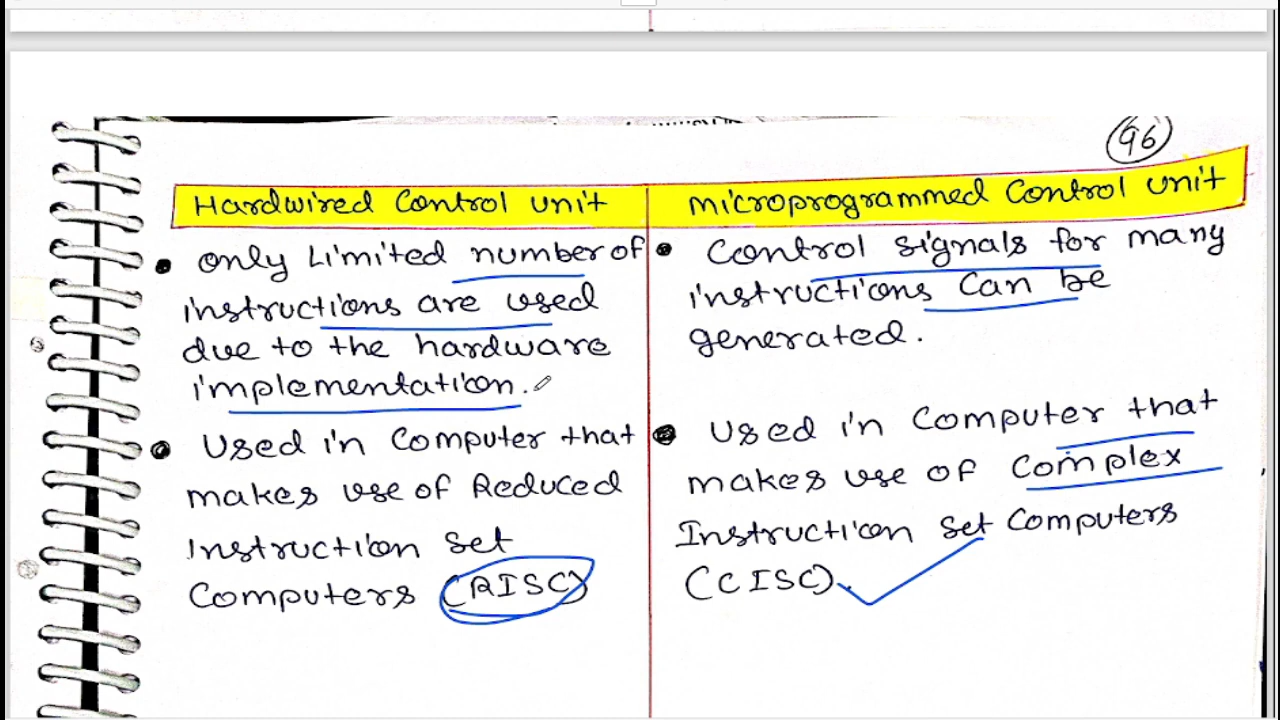 96
Hardwired Control Unit
Only Limited number of
instructions are used
due to the hardware
implementation.
Used in Computer that
makes use of Reduced
Instruction set
Computers (RISC)
Microprogrammed Control Unit
Control signals for many
instructions can be
generated.
Used in Computer that
makes use of Complex
Instruction set Computers
(CISC).